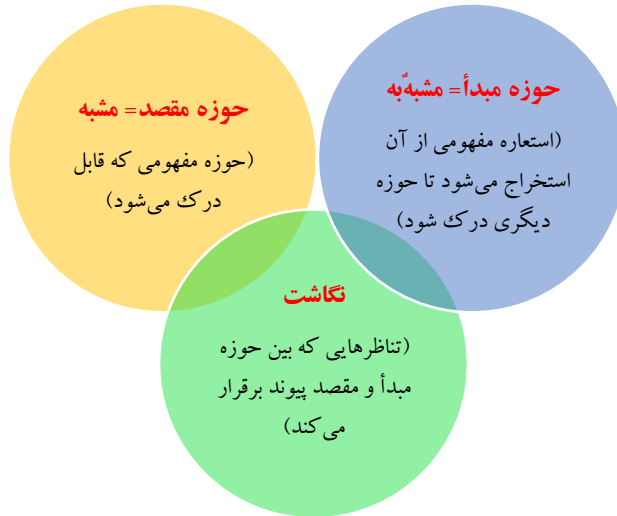 حوزه مبدأ= مشبهٌ‌به
(استعاره مفهومی از آن
استخراج می‌شود تا حوزه
دیگری درک شود)
حوزه مقصد= مشبه
(حوزه مفهومی که قابل
درک می‌شود)
نگاشت
(تناظرهایی که بین حوزه
مبدأ و مقصد پیوند برقرار
می‌کند)